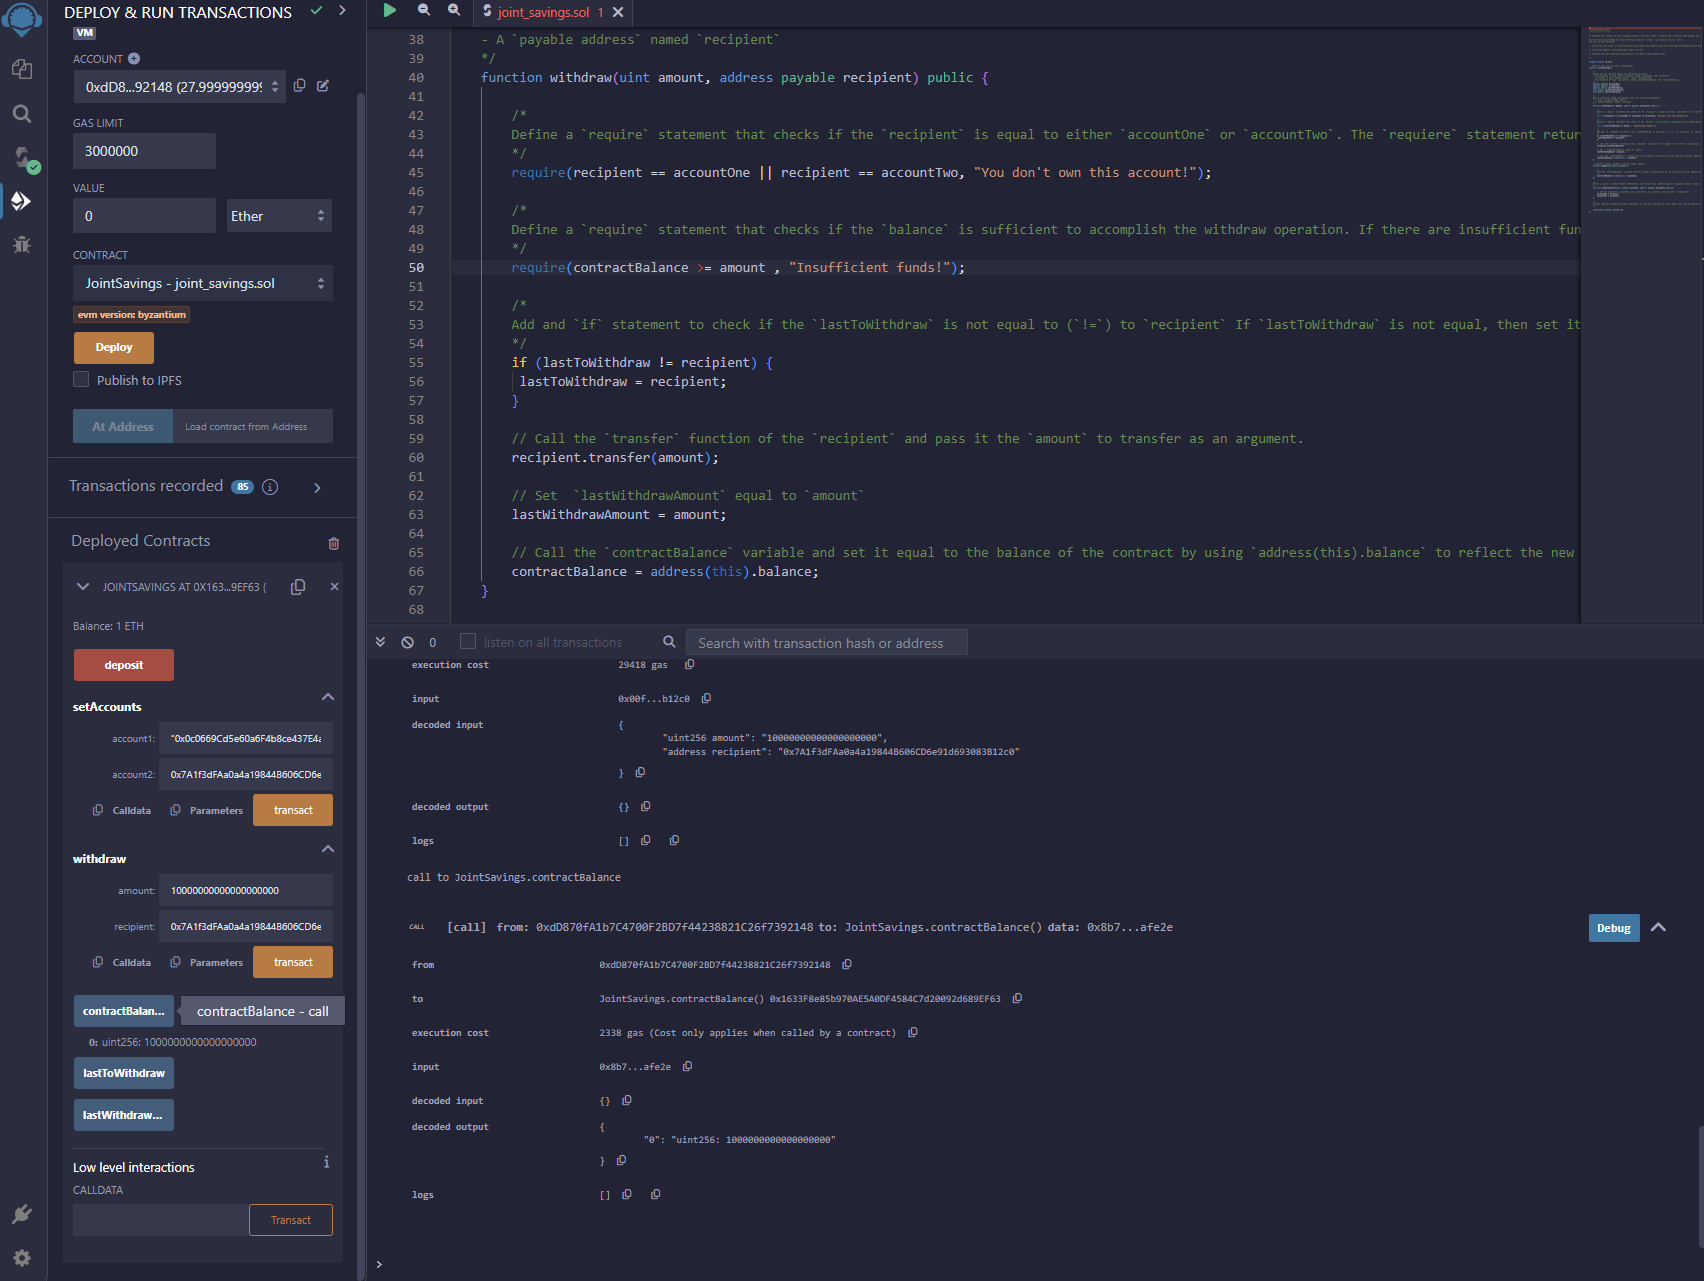 DEPLOY & RUN TRANSACTIONS
VM
ACCOUNT
0xdD8...92148 (27.999999999
GAS LIMIT
3000000
VALUE
0
Ether
CONTRACT
JointSavings - joint_savings.sol
evm version: byzantium
Deploy
Publish to IPFS
At Address
Load contract from Address
Transactions recorded 85
Deployed Contracts
JOINTSAVINGS AT 0X163...9EF63 (
Balance: 1 ETH
deposit
setAccounts
account1: "0x0c0669Cd5e60a6F4b8ce437E4a
account2: 0x7A1f3dFAa0a4a19844B606CD6e
Calldata Parameters transact
withdraw
amount: 10000000000000000000
recipient: 0x7A1f3dFAa0a4a19844B606CD6e
Calldata Parameters transact
contractBalan...
contractBalance - call
0: uint256: 1000000000000000000
lastToWithdraw
lastWithdraw...
Low level interactions
CALLDATA
Transact
joint_savings.sol 1
38 - A `payable address` named `recipient`
39 */
40 function withdraw(uint amount, address payable recipient) public {
41
42 /*
43 Define a `require` statement that checks if the `recipient` is equal to either `accountOne` or `accountTwo`. The `requiere` statement retur
44 */
45 require(recipient == accountOne || recipient == accountTwo, "You don't own this account!");
46
47 /*
48 Define a `require` statement that checks if the `balance` is sufficient to accomplish the withdraw operation. If there are insufficient fun
49 */
50 require(contractBalance >= amount , "Insufficient funds!");
51
52 /*
53 Add and `if` statement to check if the `lastToWithdraw` is not equal to (`!=`) to `recipient` If `lastToWithdraw` is not equal, then set it
54 */
55 if (lastToWithdraw != recipient) {
56 lastToWithdraw = recipient;
57 }
58
59 // Call the `transfer` function of the `recipient` and pass it the `amount` to transfer as an argument.
60 recipient.transfer(amount);
61
62 // Set  `lastWithdrawAmount` equal to `amount`
63 lastWithdrawAmount = amount;
64
65 // Call the `contractBalance` variable and set it equal to the balance of the contract by using `address(this).balance` to reflect the new
66 contractBalance = address(this).balance;
67 }
68
0 listen on all transactions Search with transaction hash or address
execution cost 29418 gas
input 0x00f...b12c0
decoded input {
"uint256 amount": "10000000000000000000",
"address recipient": "0x7A1f3dFAa0a4a19844B606CD6e91d693083B12c0"
}
decoded output {}
logs []
call to JointSavings.contractBalance
CALL [call] from: 0xdD870fA1b7C4700F2BD7f44238821C26f7392148 to: JointSavings.contractBalance() data: 0x8b7...afe2e
Debug
from 0xdD870fA1b7C4700F2BD7f44238821C26f7392148
to JointSavings.contractBalance() 0x1633F8e85b970AE5A0DF4584C7d20092d689EF63
execution cost 2338 gas (Cost only applies when called by a contract)
input 0x8b7...afe2e
decoded input {}
decoded output {
"0": "uint256: 1000000000000000000"
}
logs []
>